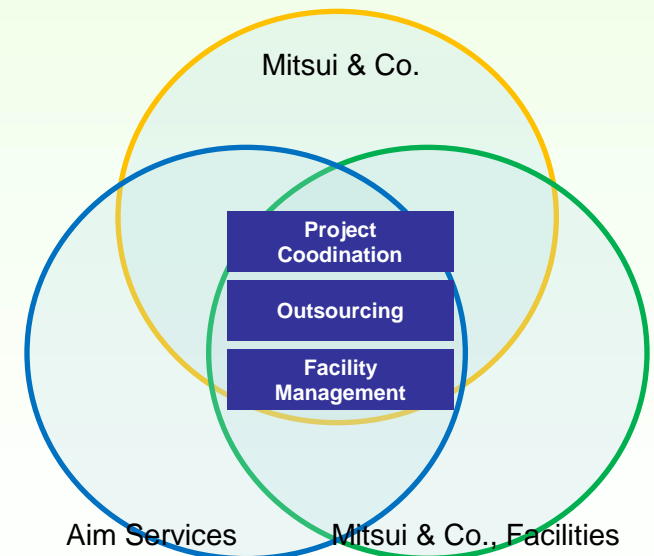 Mitsui & Co.
Project
Coodination
Outsourcing
Facility
Management
Aim Services
Mitsui & Co., Facilities